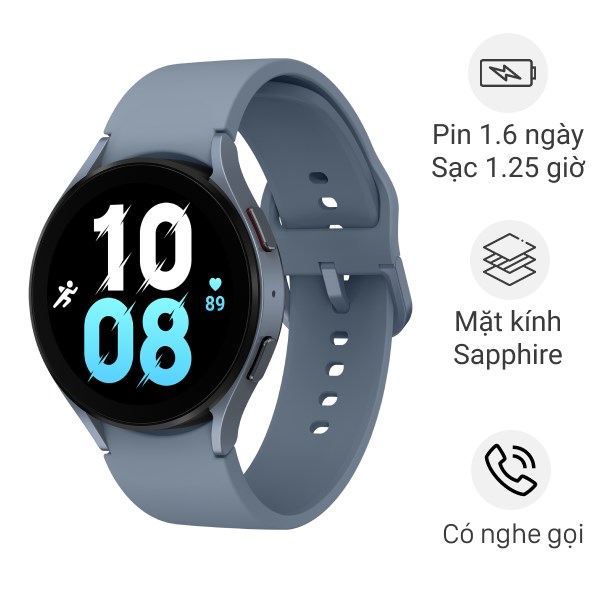 10
08
89
Pin 1.6 ngày
Sạc 1.25 giờ
Mặt kính
Sapphire
Có nghe gọi